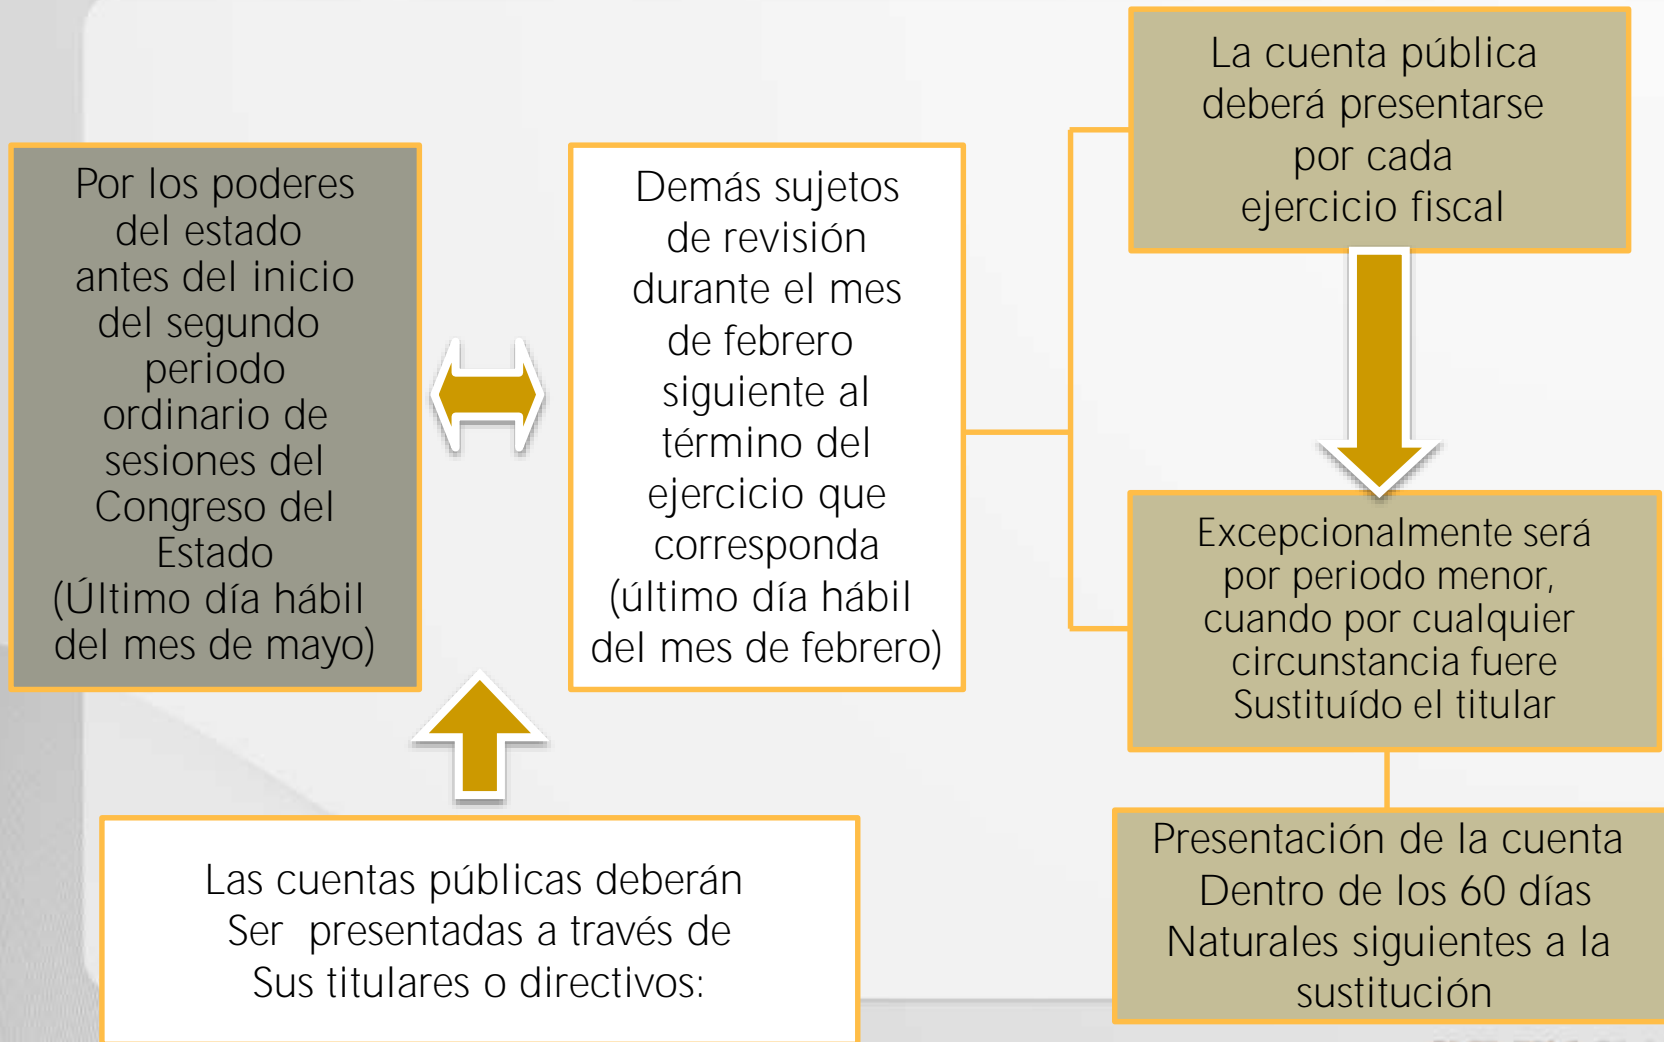 Por los poderes
del estado
antes del inicio
del segundo
periodo
ordinario de
sesiones del
Congreso del
Estado
(Último día hábil
del mes de mayo)
Demás sujetos
de revisión
durante el mes
de febrero
siguiente al
término del
ejercicio que
corresponda
(último día hábil
del mes de febrero)
La cuenta pública
deberá presentarse
por cada
ejercicio fiscal
Excepcionalmente será
por periodo menor,
cuando por cualquier
circunstancia fuere
Sustituído el titular
Las cuentas públicas deberán
Ser presentadas a través de
Sus titulares o directivos:
Presentación de la cuenta
Dentro de los 60 días
Naturales siguientes a la
sustitución